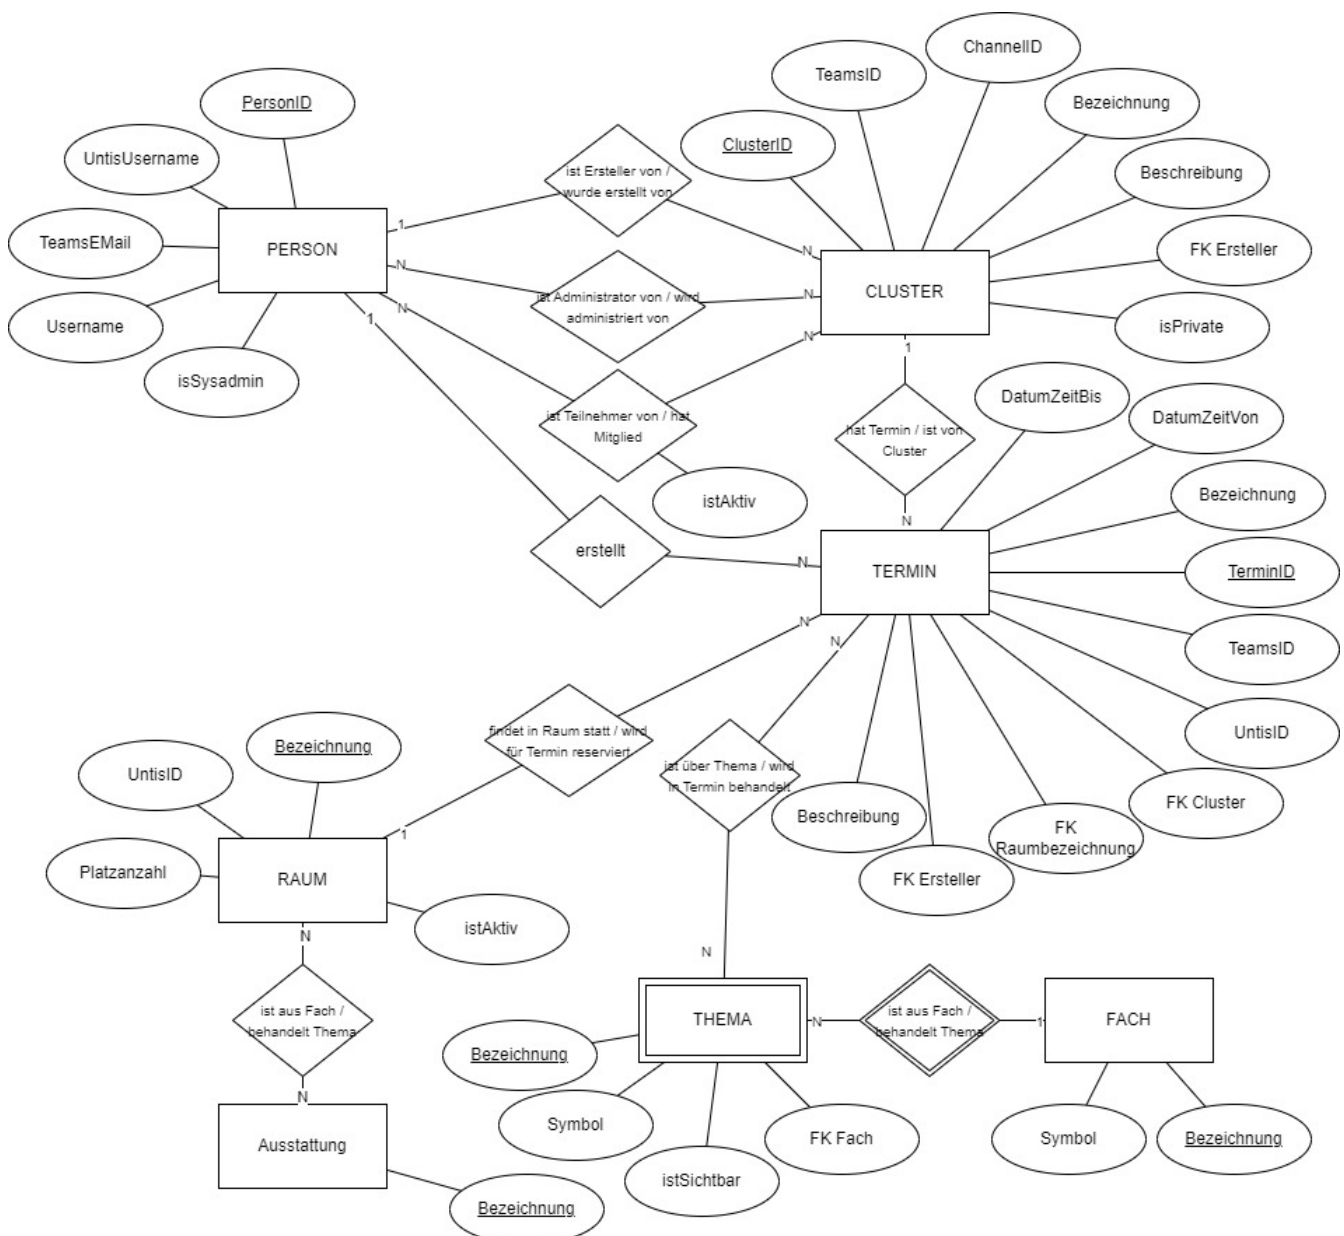 ChannelID
TeamsID
PersonID
Bezeichnung
ClusterID
UntisUsername
ist Ersteller von /
wurde erstellt von
Beschreibung
1
TeamsEMail
PERSON
N
FK Ersteller
N
CLUSTER
ist Administrator von / wird
administriert von
N
N
Username
1
N
isPrivate
1
isSysadmin
DatumZeitBis
ist Teilnehmer von / hat
Mitglied
DatumZeitVon
hat Termin / ist von
Cluster
istAktiv
Bezeichnung
N
erstellt
N
TERMIN
TerminID
N
N
TeamsID
findet in Raum statt / wird
für Termin reserviert
UntisID
Bezeichnung
ist über Thema / wird
in Termin behandelt
UntisID
FK Cluster
Beschreibung
1
FK
Raumbezeichnung
Platzanzahl
RAUM
FK Ersteller
istAktiv
N
N
ist aus Fach /
behandelt Thema
THEMA
N
ist aus Fach /
behandelt Thema
1
FACH
Bezeichnung
N
Symbol
FK Fach
Symbol
Bezeichnung
Ausstattung
istSichtbar
Bezeichnung